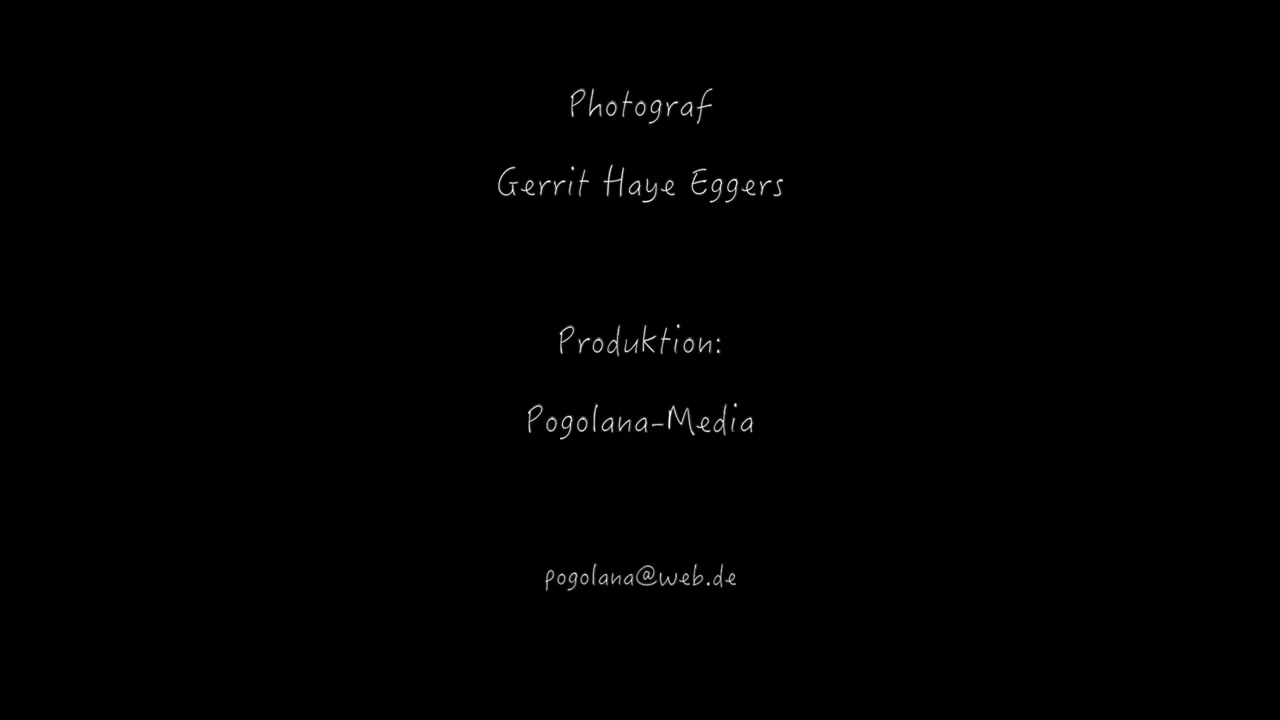 Photograf
Gerrit Haye Eggers
Produktion:
Pogolana-Media
pogolana@web.de